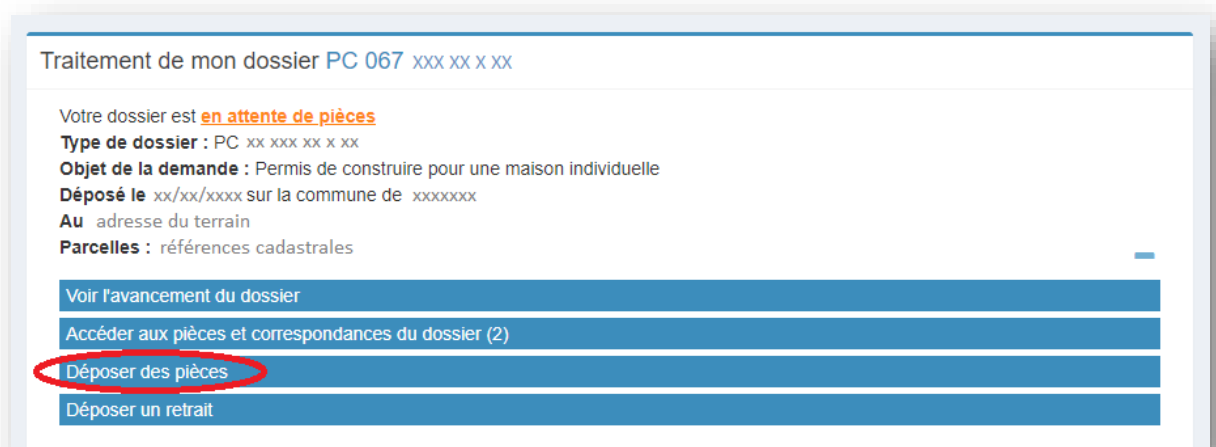 Traitement de mon dossier PC 067 xxx xx x xx
Votre dossier est en attente de pièces
Type de dossier : PC xx xxx xx x xx
Objet de la demande : Permis de construire pour une maison individuelle
Déposé le xx/xx/xxxx sur la commune de xxxxxxx
Au adresse du terrain
Parcelles : références cadastrales
Voir l'avancement du dossier
Accéder aux pièces et correspondances du dossier (2)
Déposer des pièces
Déposer un retrait